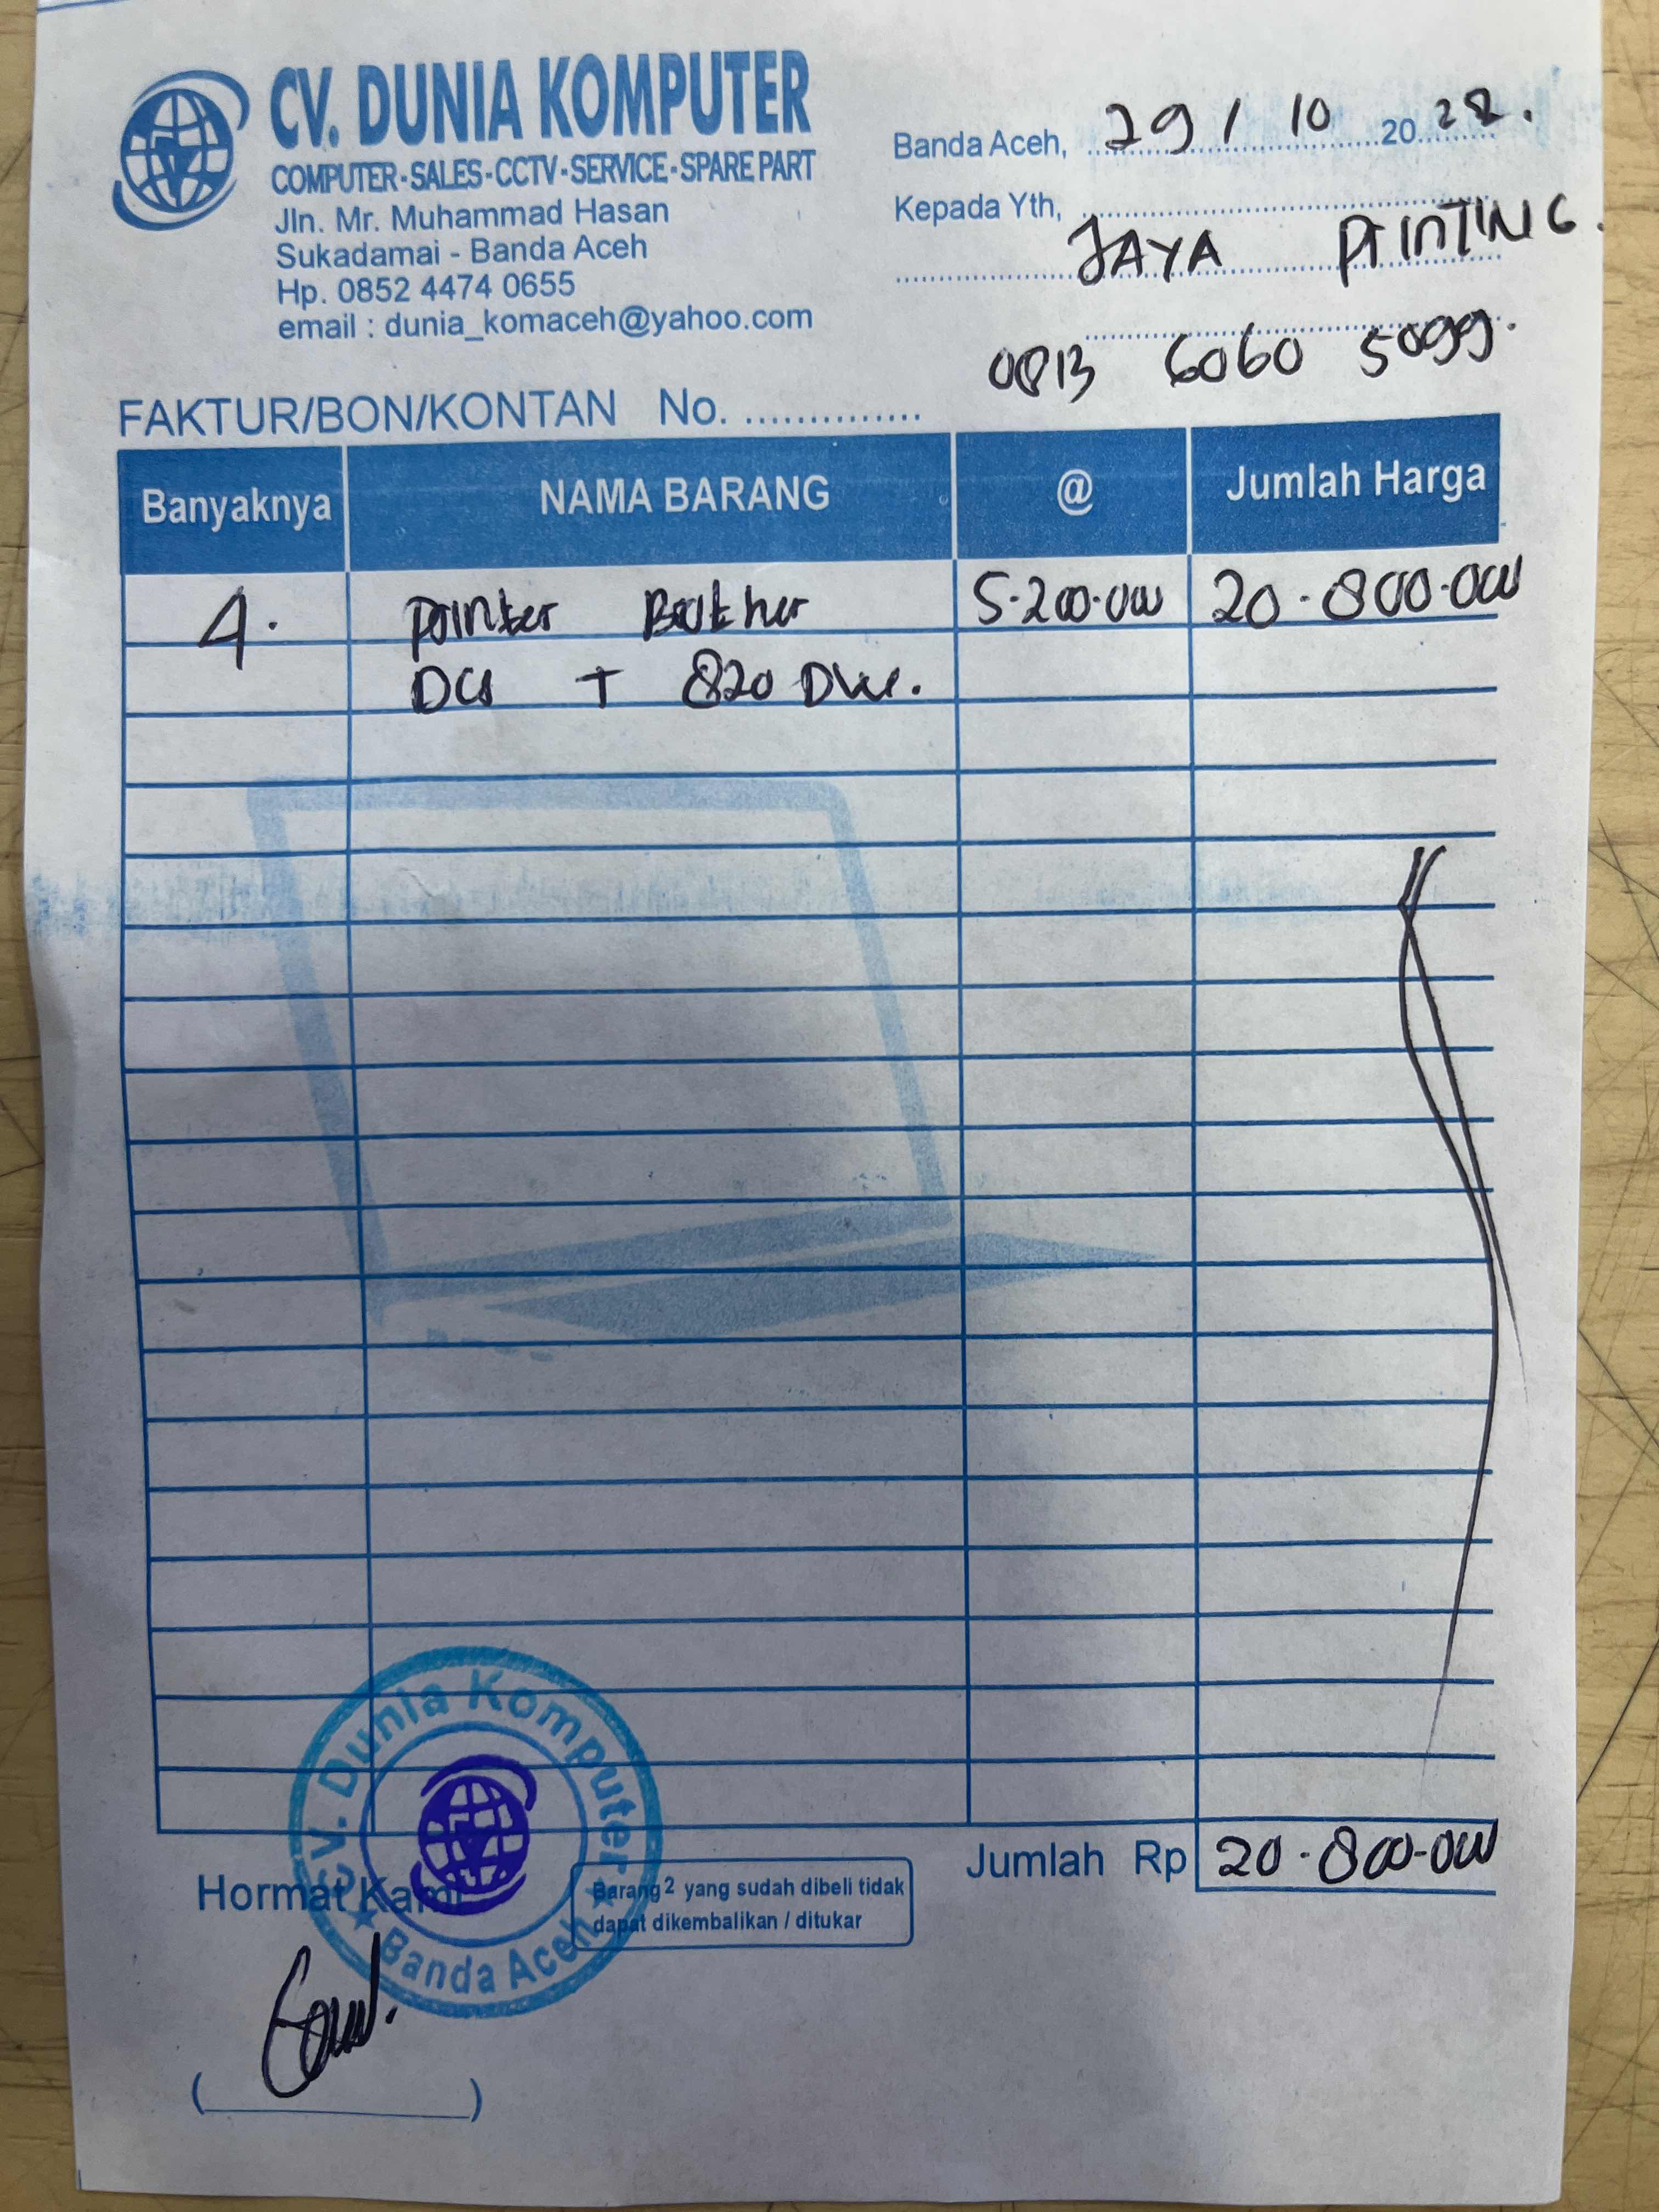 CV. DUNIA KOMPUTER
COMPUTER - SALES - CCTV - SERVICE - SPARE PART
Jln. Mr. Muhammad Hasan
Sukadamai - Banda Aceh
Hp. 0852 4474 0655
email : dunia_komaceh@yahoo.com
Banda Aceh, 29 / 10 20 22.
Kepada Yth,
JAYA PrINTING.
0813 6060 5099.
FAKTUR/BON/KONTAN No. ..............
Banyaknya NAMA BARANG @ Jumlah Harga
4. printer Brother 5.200.000 20.800.000
DCP T 820 DW.
Jumlah Rp 20.800.000
Hormat Kami
Barang2 yang sudah dibeli tidak
dapat dikembalikan / ditukar
CV. Dunia Komputer
★ Banda Aceh ★